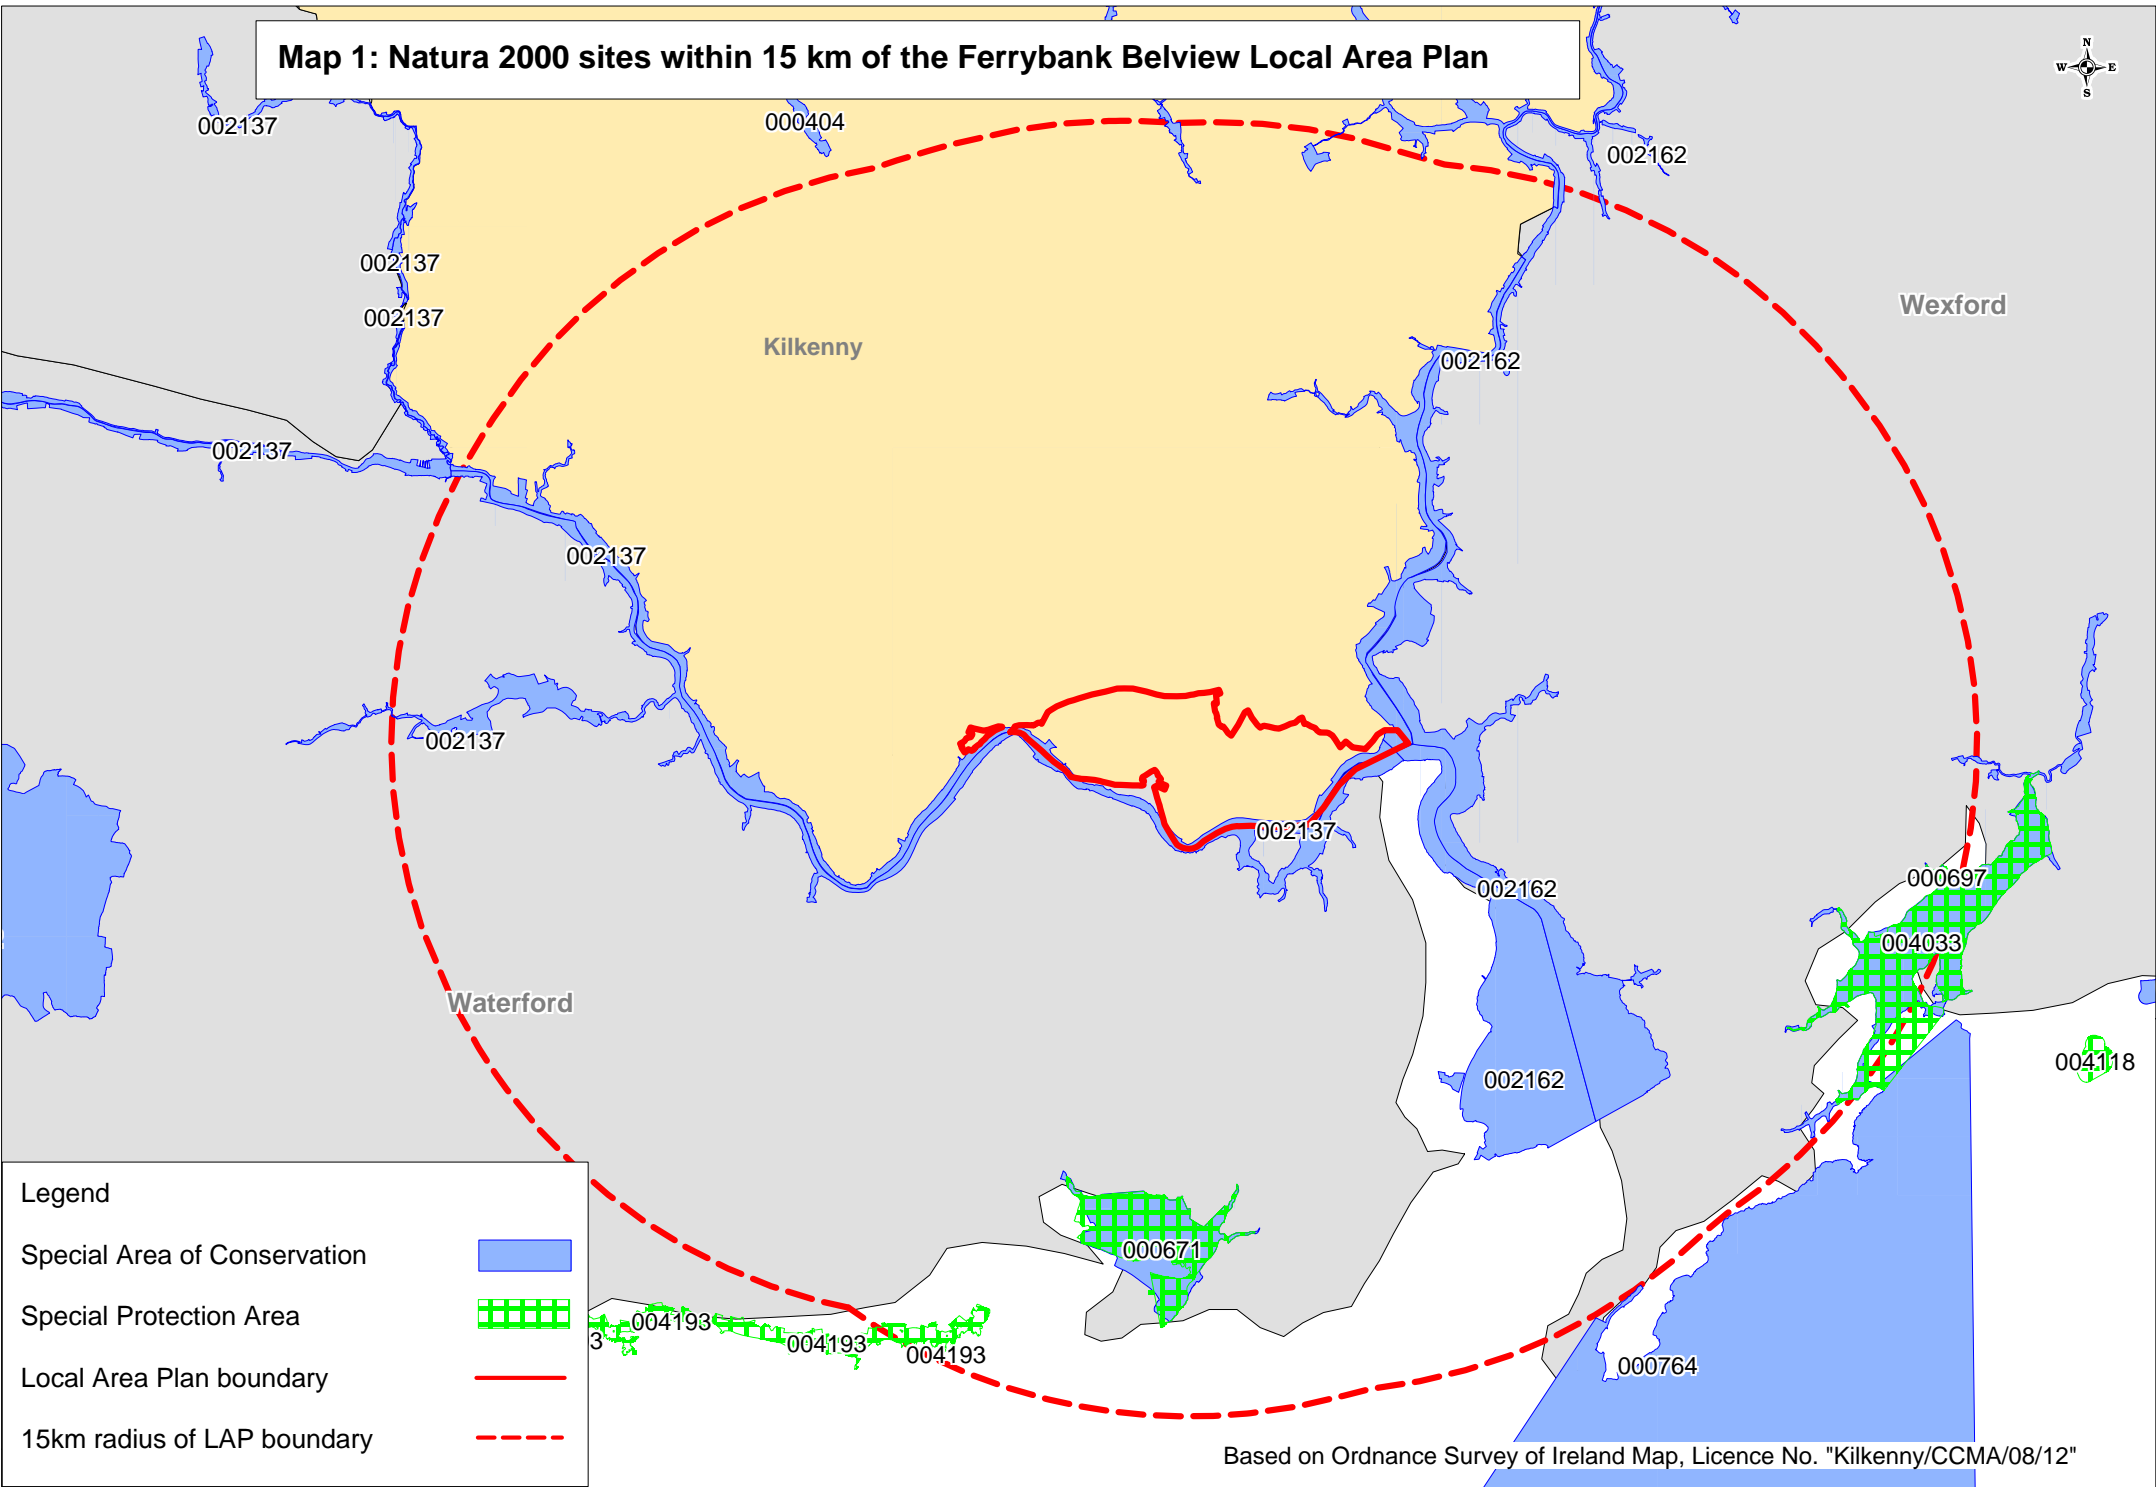 Map 1: Natura 2000 sites within 15 km of the Ferrybank Belview Local Area Plan
N
W E
S
002137
000404
002162
002137
Wexford
002137
Kilkenny
002162
002137
002137
002137
002137
000697
002162
004033
Waterford
004118
002162
000671
004193
3
004193
004193
000764
Legend
Special Area of Conservation
Special Protection Area
Local Area Plan boundary
15km radius of LAP boundary
Based on Ordnance Survey of Ireland Map, Licence No. "Kilkenny/CCMA/08/12"